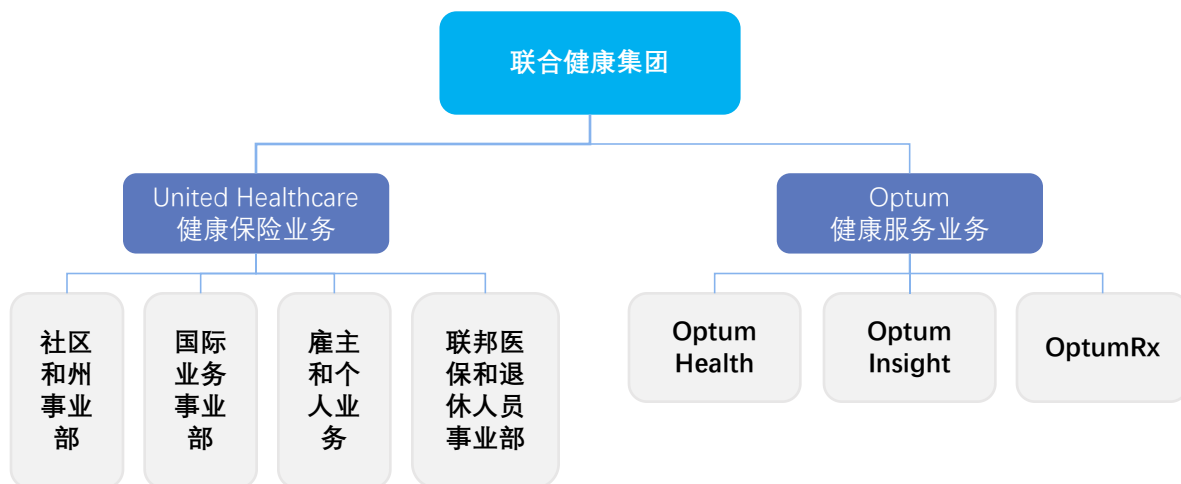 联合健康集团
United Healthcare
健康保险业务
Optum
健康服务业务
社区
和州
事业
部
国际
业务
事业
部
雇主
和个
人业
务
联邦医
保和退
休人员
事业部
Optum
Health
Optum
Insight
OptumRx